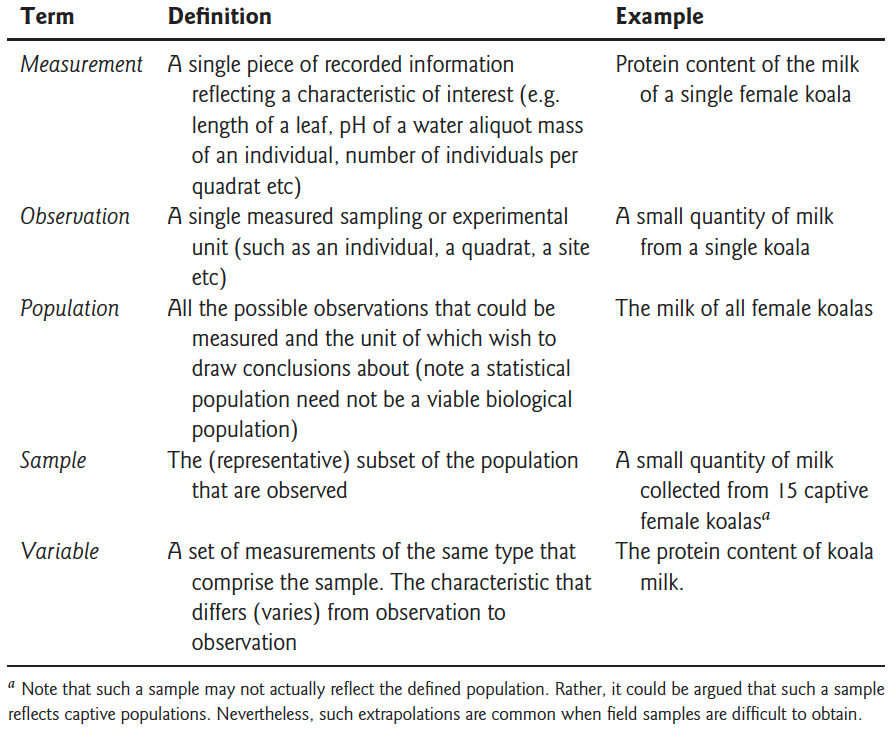 Term Definition Example
Measurement A single piece of recorded information Protein content of the milk
reflecting a characteristic of interest (e.g. of a single female koala
length of a leaf, pH of a water aliquot mass
of an individual, number of individuals per
quadrat etc)
Observation A single measured sampling or experimental A small quantity of milk
unit (such as an individual, a quadrat, a site from a single koala
etc)
Population All the possible observations that could be The milk of all female koalas
measured and the unit of which wish to
draw conclusions about (note a statistical
population need not be a viable biological
population)
Sample The (representative) subset of the population A small quantity of milk
that are observed collected from 15 captive
female koalasa
Variable A set of measurements of the same type that The protein content of koala
comprise the sample. The characteristic that milk.
differs (varies) from observation to
observation
a Note that such a sample may not actually reflect the defined population. Rather, it could be argued that such a sample
reflects captive populations. Nevertheless, such extrapolations are common when field samples are difficult to obtain.